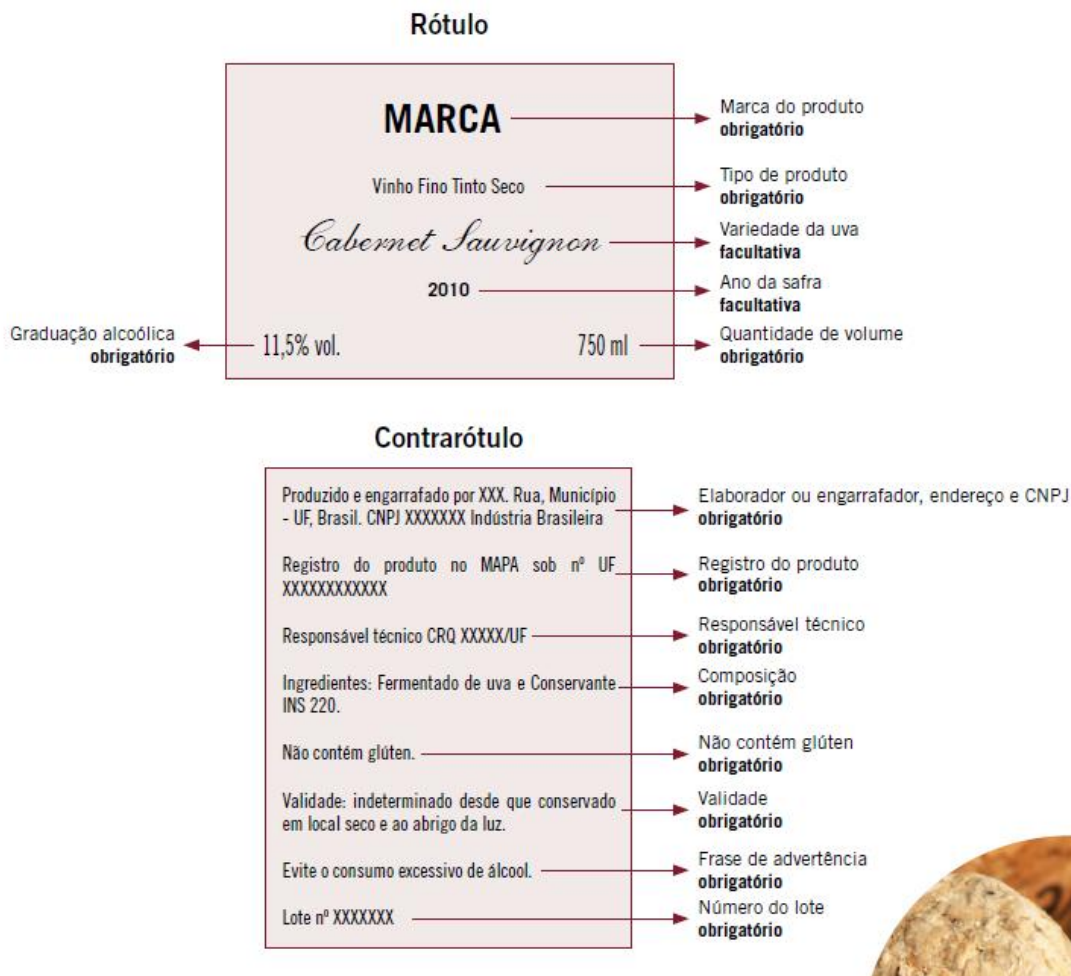 Rótulo
MARCA
Marca do produto
obrigatório
Vinho Fino Tinto Seco
Tipo de produto
obrigatório
Cabernet Sauvignon
Variedade da uva
facultativa
2010
Ano da safra
facultativa
Graduação alcoólica
obrigatório
11,5% vol.
750 ml
Quantidade de volume
obrigatório
Contrarótulo
Produzido e engarrafado por XXX. Rua, Município
- UF, Brasil. CNPJ XXXXXXX Indústria Brasileira
Elaborador ou engarrafador, endereço e CNPJ
obrigatório
Registro do produto no MAPA sob nº UF
XXXXXXXXXXXX
Registro do produto
obrigatório
Responsável técnico CRQ XXXXX/UF
Responsável técnico
obrigatório
Ingredientes: Fermentado de uva e Conservante
INS 220.
Composição
obrigatório
Não contém glúten.
Não contém glúten
obrigatório
Validade: indeterminado desde que conservado
em local seco e ao abrigo da luz.
Validade
obrigatório
Evite o consumo excessivo de álcool.
Frase de advertência
obrigatório
Lote nº XXXXXXX
Número do lote
obrigatório